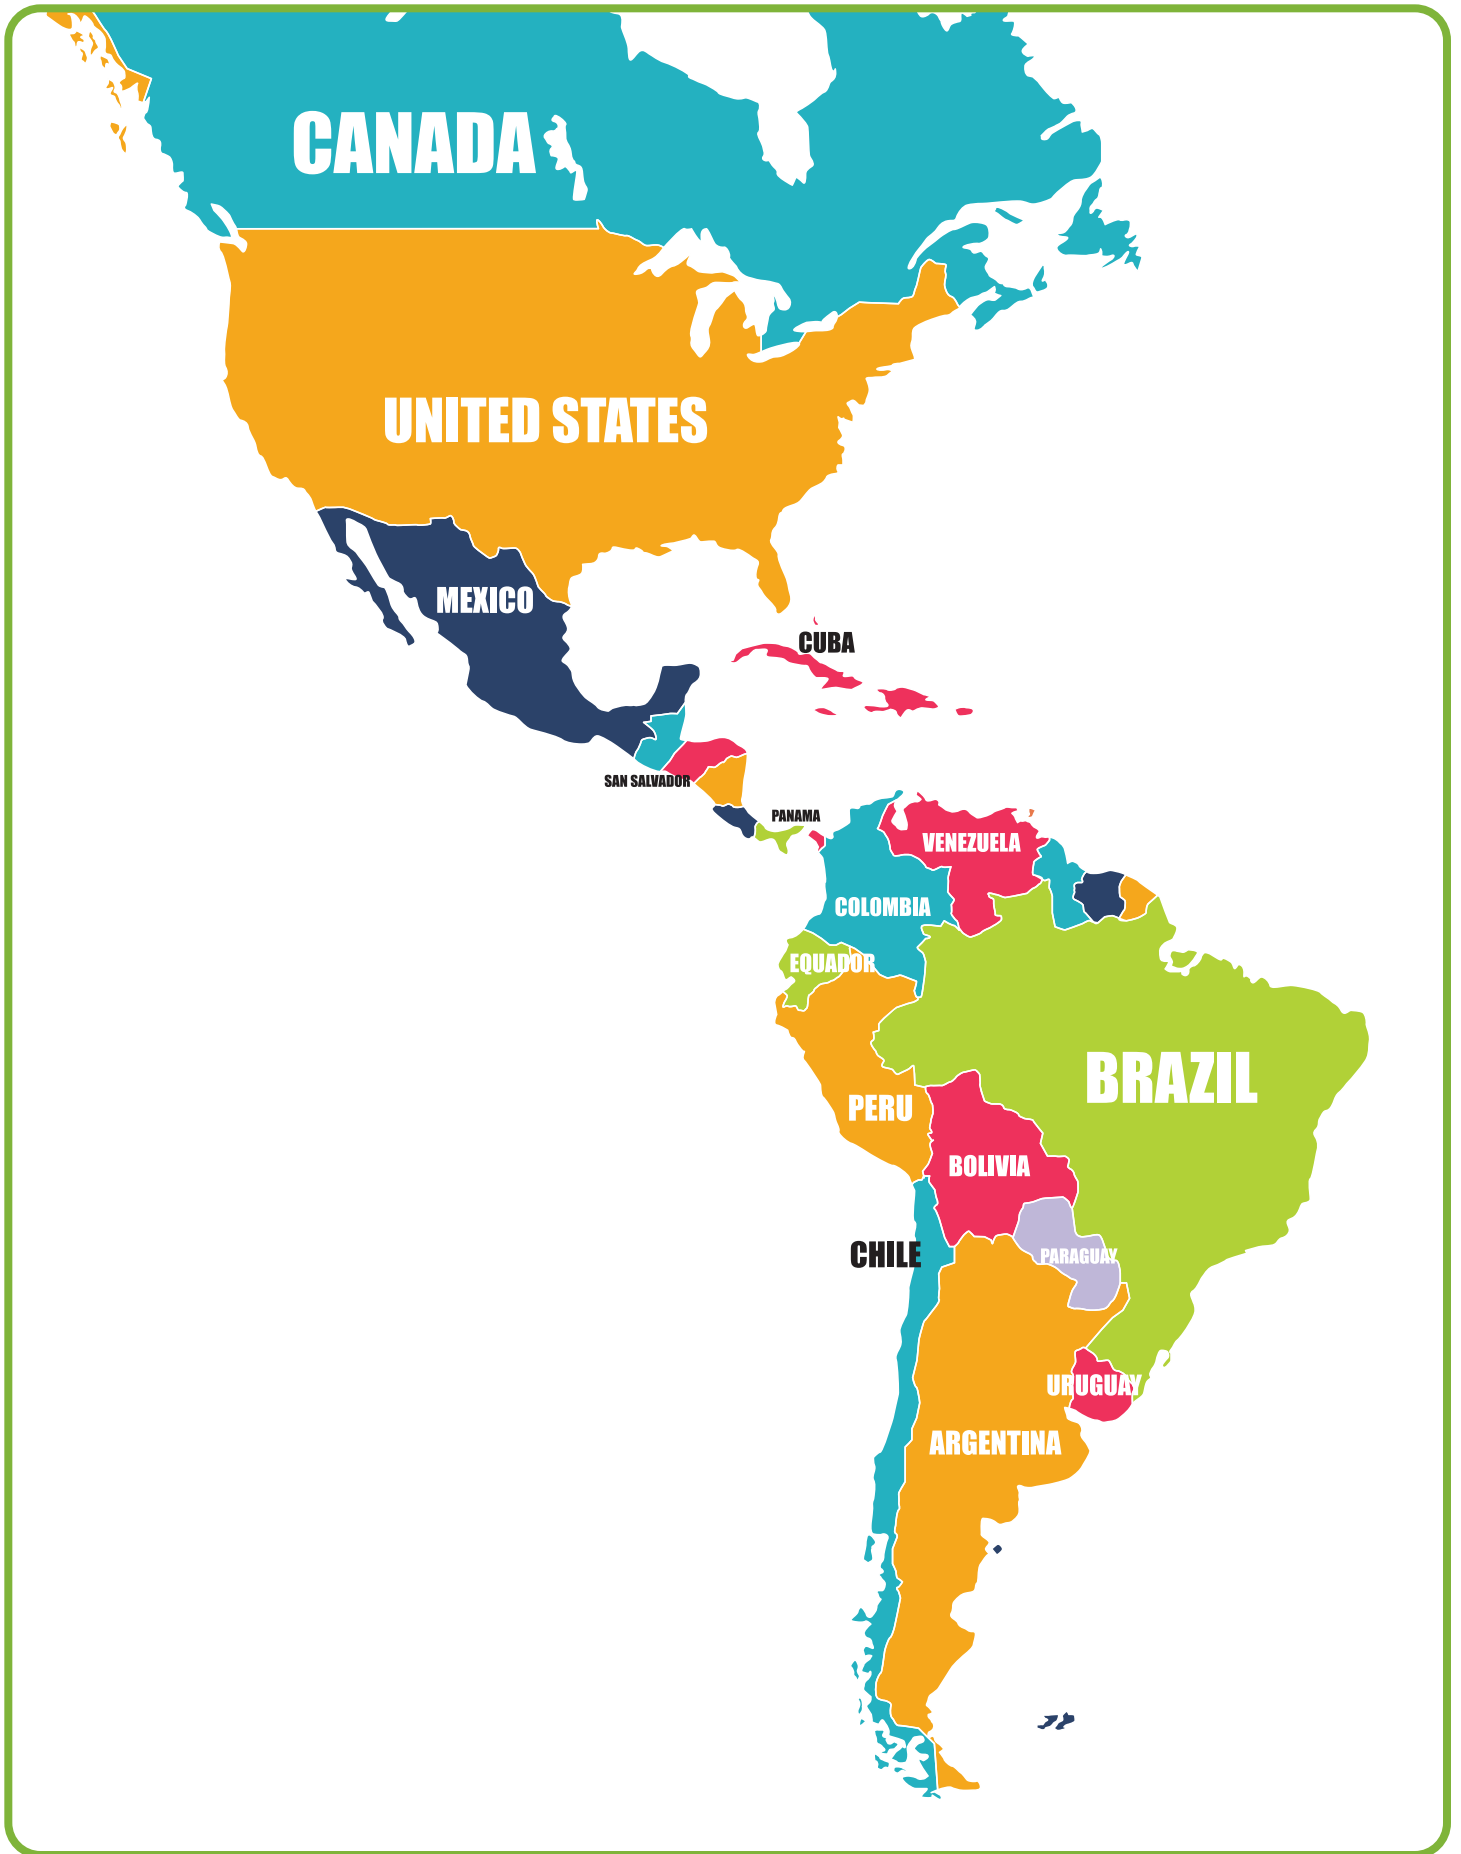 CANADA
UNITED STATES
MEXICO
CUBA
SAN SALVADOR
PANAMA
VENEZUELA
COLOMBIA
EQUADOR
BRAZIL
PERU
BOLIVIA
CHILE
PARAGUAY
URUGUAY
ARGENTINA